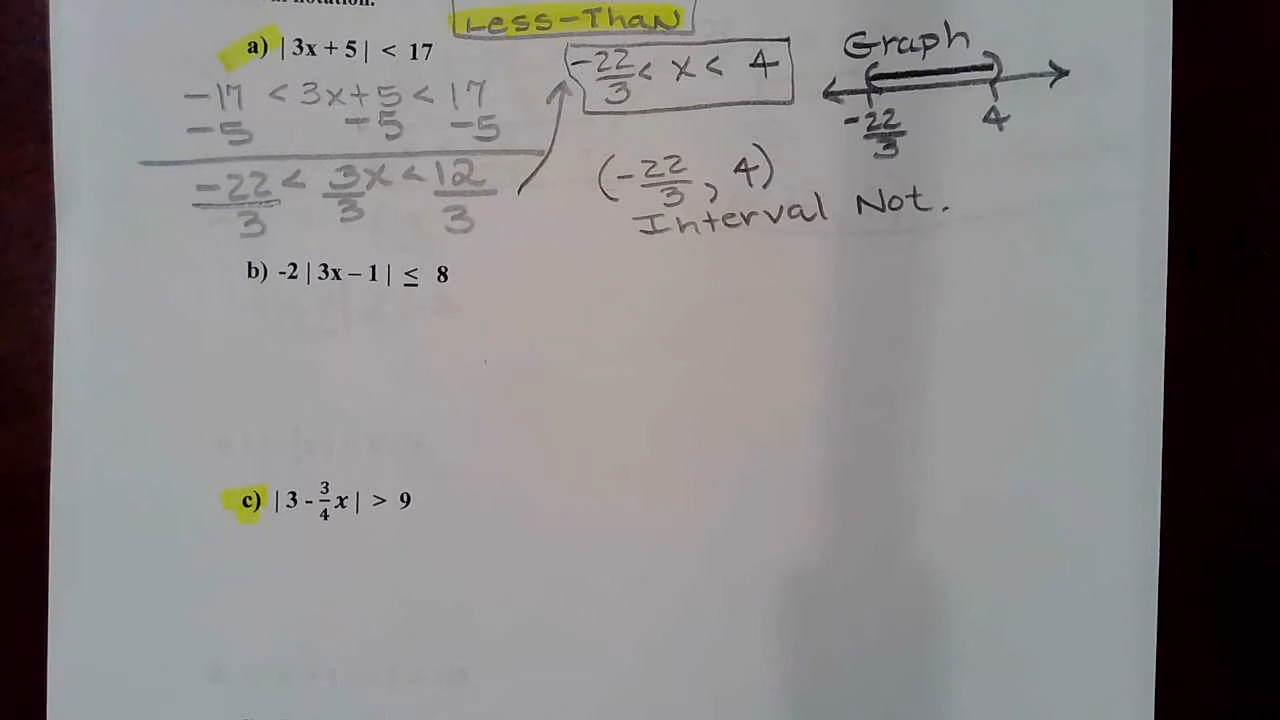 notation.
Less-Than
a) | 3x + 5 | < 17
-17 < 3x+5 < 17
-5 -5 -5
-22/3 < 3x/3 < 12/3
-22/3 < x < 4
(-22/3, 4)
Interval Not.
Graph
-22/3 4
b) -2 | 3x – 1 | ≤ 8
c) | 3 - 3/4 x | > 9